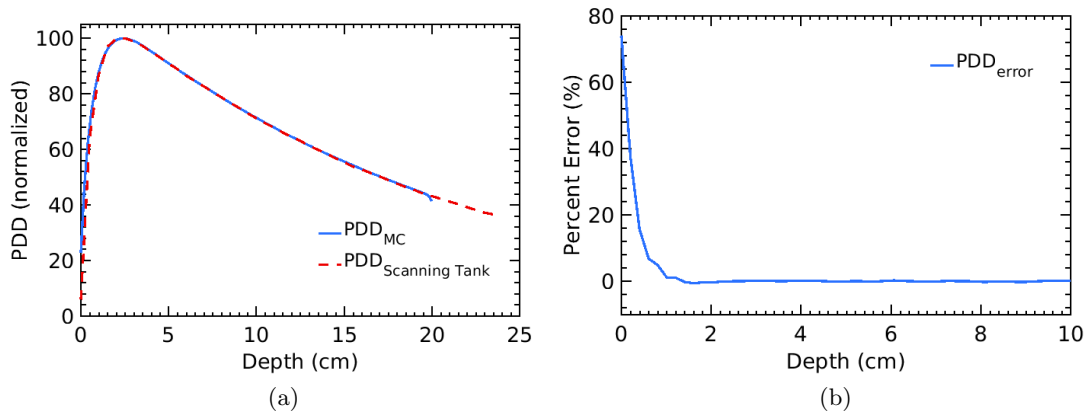 PDD (normalized)
100
80
60
40
20
0
0 5 10 15 20 25
Depth (cm)
PDD_MC
PDD_Scanning Tank
(a)
Percent Error (%)
80
60
40
20
0
0 2 4 6 8 10
Depth (cm)
PDD_error
(b)